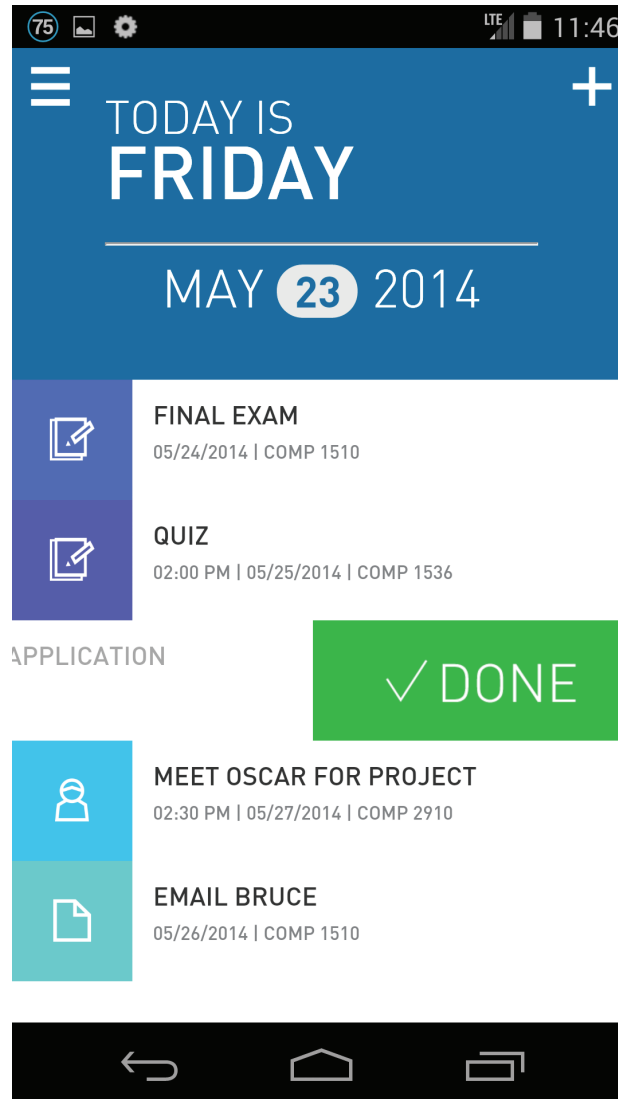 75 LTE 11:46
TODAY IS
FRIDAY
MAY 23 2014
FINAL EXAM
05/24/2014 | COMP 1510
QUIZ
02:00 PM | 05/25/2014 | COMP 1536
APPLICATION
DONE
MEET OSCAR FOR PROJECT
02:30 PM | 05/27/2014 | COMP 2910
EMAIL BRUCE
05/26/2014 | COMP 1510